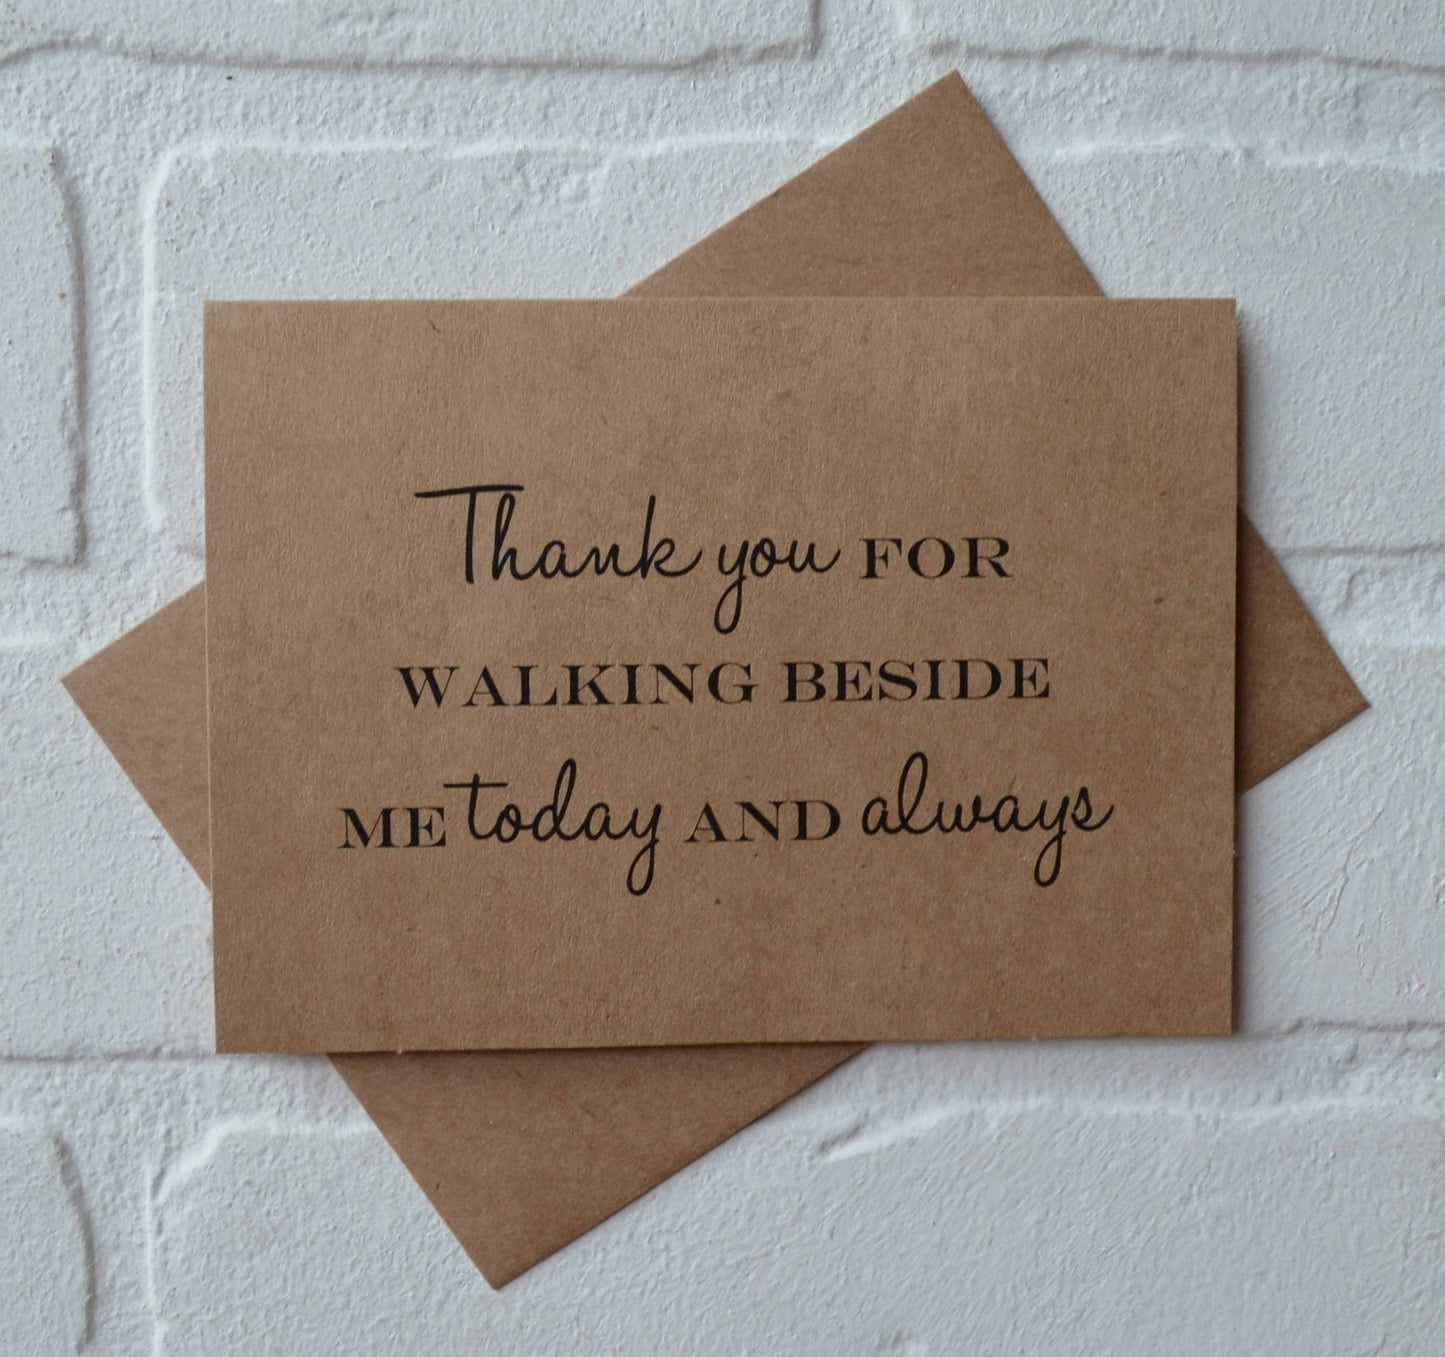 Thank you FOR
WALKING BESIDE
ME today AND always